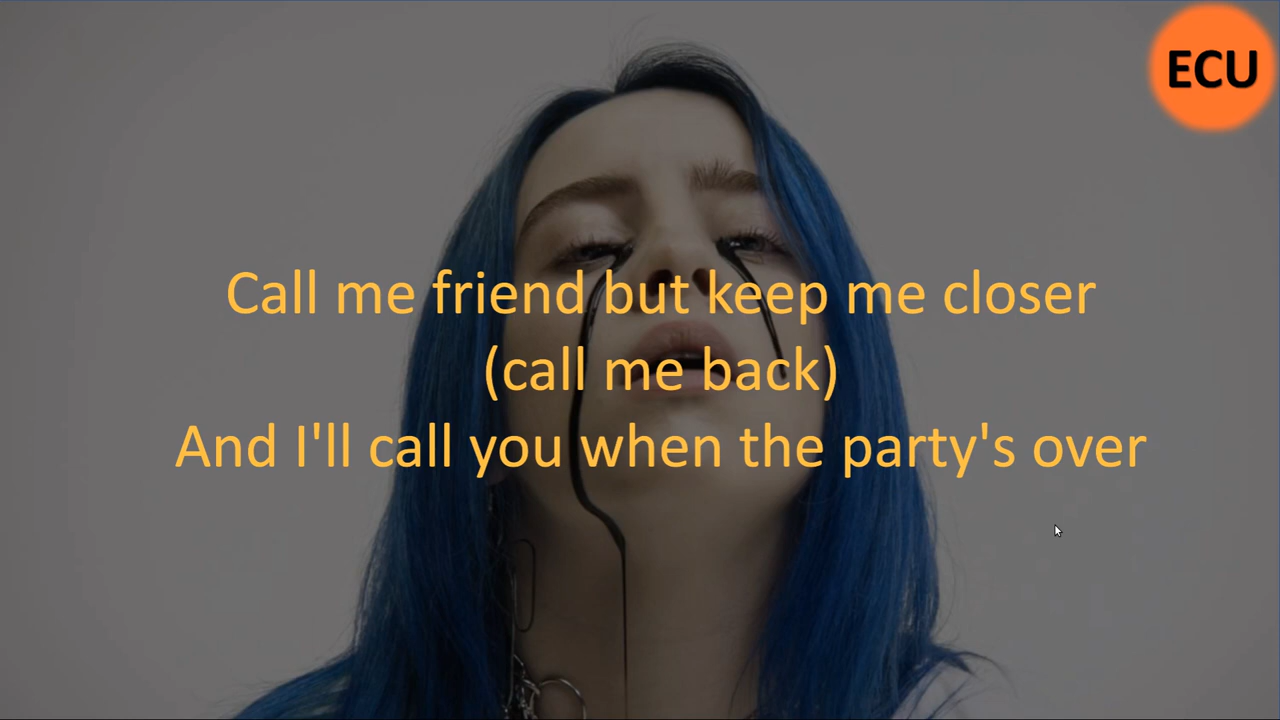 ECU
Call me friend but keep me closer
(call me back)
And I'll call you when the party's over